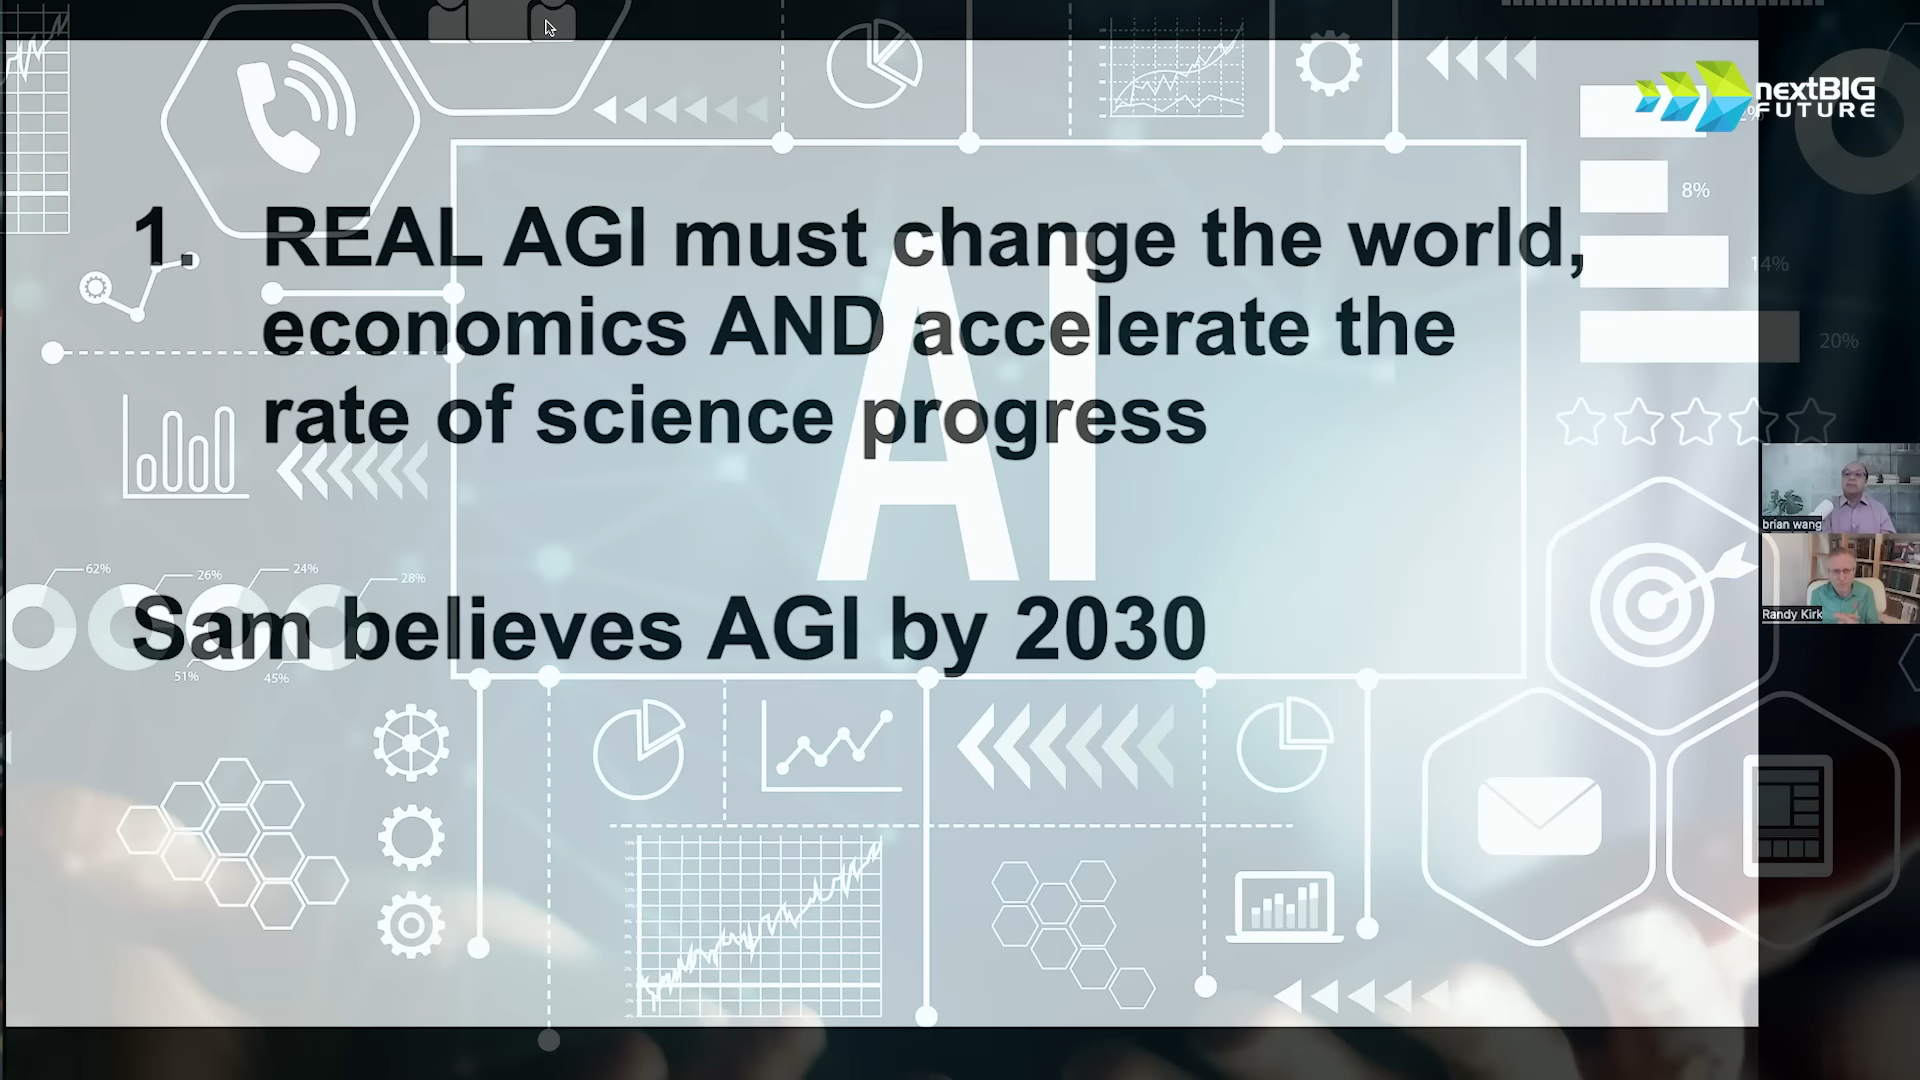 nextBIG
FUTURE
8%
1. REAL AGI must change the world,
14%
economics AND accelerate the
20%
rate of science progress
AI
brian wang
62%
26%
24%
28%
Sam believes AGI by 2030
Randy Kirk
51%
45%